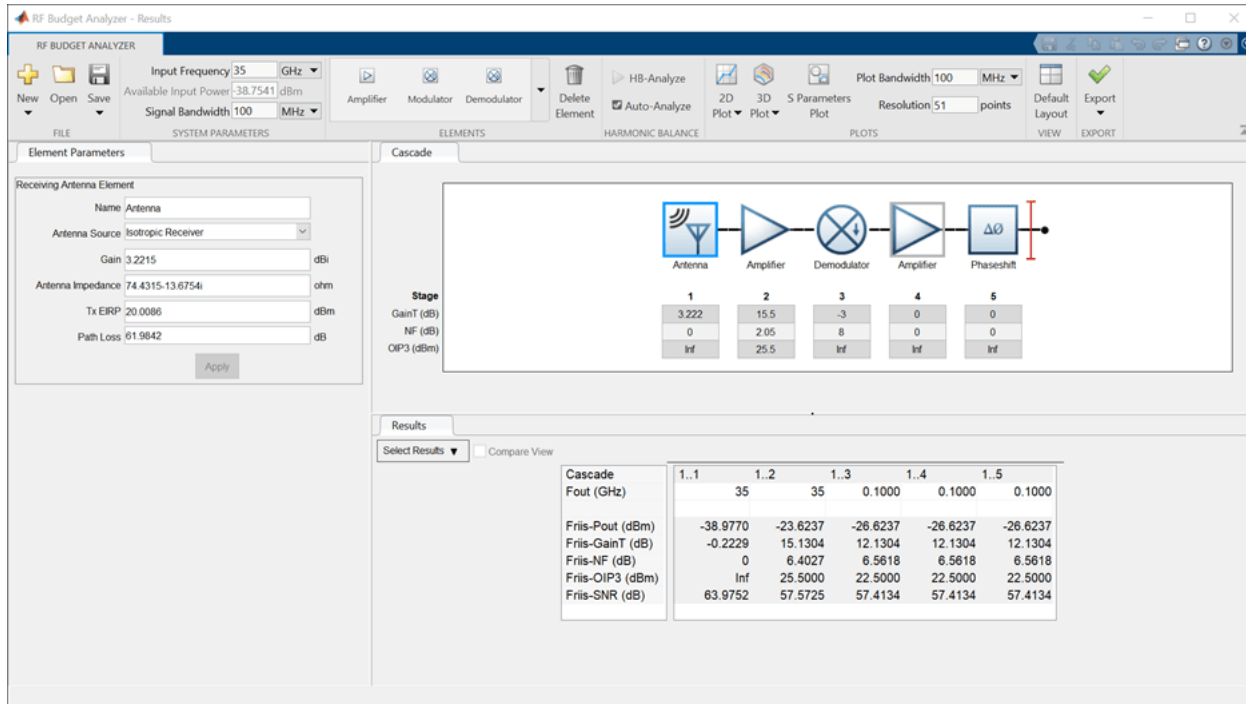 RF Budget Analyzer - Results
RF BUDGET ANALYZER
New
Open
Save
FILE
Input Frequency 35 GHz
Available Input Power -38.7541 dBm
Signal Bandwidth 100 MHz
SYSTEM PARAMETERS
Amplifier
Modulator
Demodulator
ELEMENTS
Delete
Element
HB-Analyze
Auto-Analyze
HARMONIC BALANCE
2D
Plot
3D
Plot
S Parameters
Plot
Plot Bandwidth 100 MHz
Resolution 51 points
PLOTS
Default
Layout
VIEW
Export
EXPORT
Element Parameters
Receiving Antenna Element
Name Antenna
Antenna Source Isotropic Receiver
Gain 3.2215 dBi
Antenna Impedance 74.4315-13.6754i ohm
Tx EIRP 20.0086 dBm
Path Loss 61.9842 dB
Apply
Cascade
ΔØ
Antenna Amplifier Demodulator Amplifier Phaseshift
Stage 1 2 3 4 5
GainT (dB) 3.222 15.5 -3 0 0
NF (dB) 0 2.05 8 0 0
OIP3 (dBm) Inf 25.5 Inf Inf Inf
Results
Select Results
Compare View
Cascade 1..1 1..2 1..3 1..4 1..5
Fout (GHz) 35 35 0.1000 0.1000 0.1000
Friis-Pout (dBm) -38.9770 -23.6237 -26.6237 -26.6237 -26.6237
Friis-GainT (dB) -0.2229 15.1304 12.1304 12.1304 12.1304
Friis-NF (dB) 0 6.4027 6.5618 6.5618 6.5618
Friis-OIP3 (dBm) Inf 25.5000 22.5000 22.5000 22.5000
Friis-SNR (dB) 63.9752 57.5725 57.4134 57.4134 57.4134